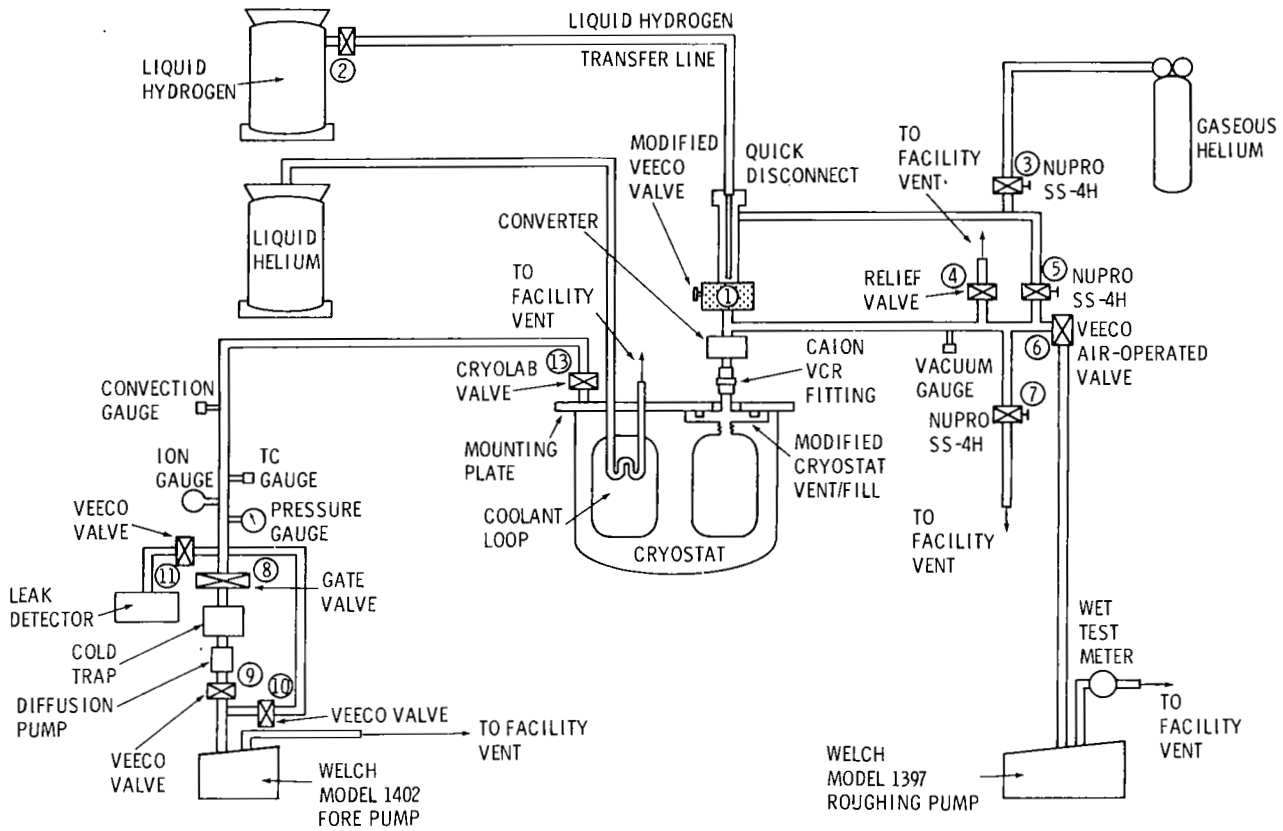 LIQUID HYDROGEN
TRANSFER LINE
LIQUID
HYDROGEN
2
MODIFIED
VEECO
VALVE
QUICK
DISCONNECT
TO
FACILITY
VENT
3
NUPRO
SS-4H
GASEOUS
HELIUM
LIQUID
HELIUM
CONVERTER
TO
FACILITY
VENT
1
RELIEF
VALVE
4
5
NUPRO
SS-4H
VEECO
AIR-OPERATED
VALVE
6
CONVECTION
GAUGE
CRYOLAB
VALVE
13
CAION
VCR
FITTING
VACUUM
GAUGE
7
NUPRO
SS-4H
MOUNTING
PLATE
MODIFIED
CRYOSTAT
VENT/FILL
ION
GAUGE
TC
GAUGE
VEECO
VALVE
PRESSURE
GAUGE
COOLANT
LOOP
CRYOSTAT
TO
FACILITY
VENT
11
8
GATE
VALVE
LEAK
DETECTOR
COLD
TRAP
DIFFUSION
PUMP
9
10
VEECO VALVE
VEECO
VALVE
TO FACILITY
VENT
WET
TEST
METER
TO
FACILITY
VENT
WELCH
MODEL 1402
FORE PUMP
WELCH
MODEL 1397
ROUGHING PUMP